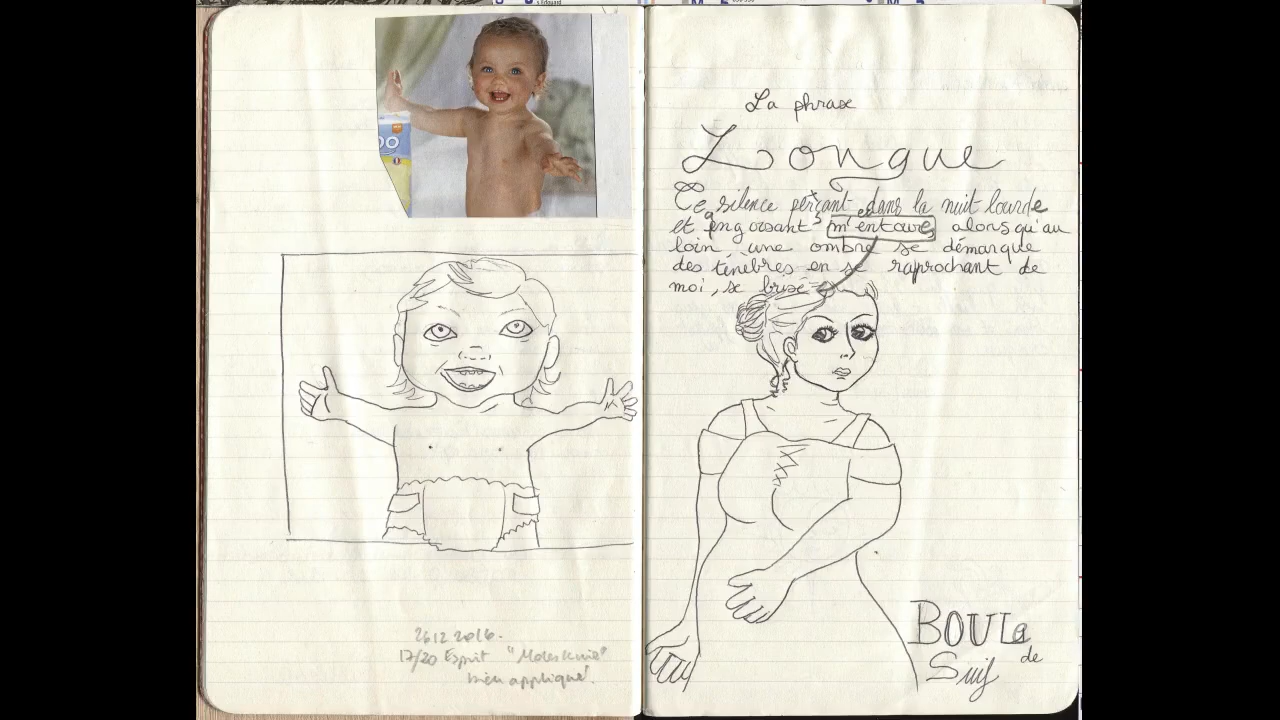 26 12 2016.
17/20 Esprit "Moleskine"
bien appliqué.
La phrase
Longue
Ce silence perçant dans la nuit lourde
et angoissant m'entoure, alors qu'au
loin, une ombre se démarque
des ténèbres en se raprochant de
moi, se brise
BOULe
de
Suif